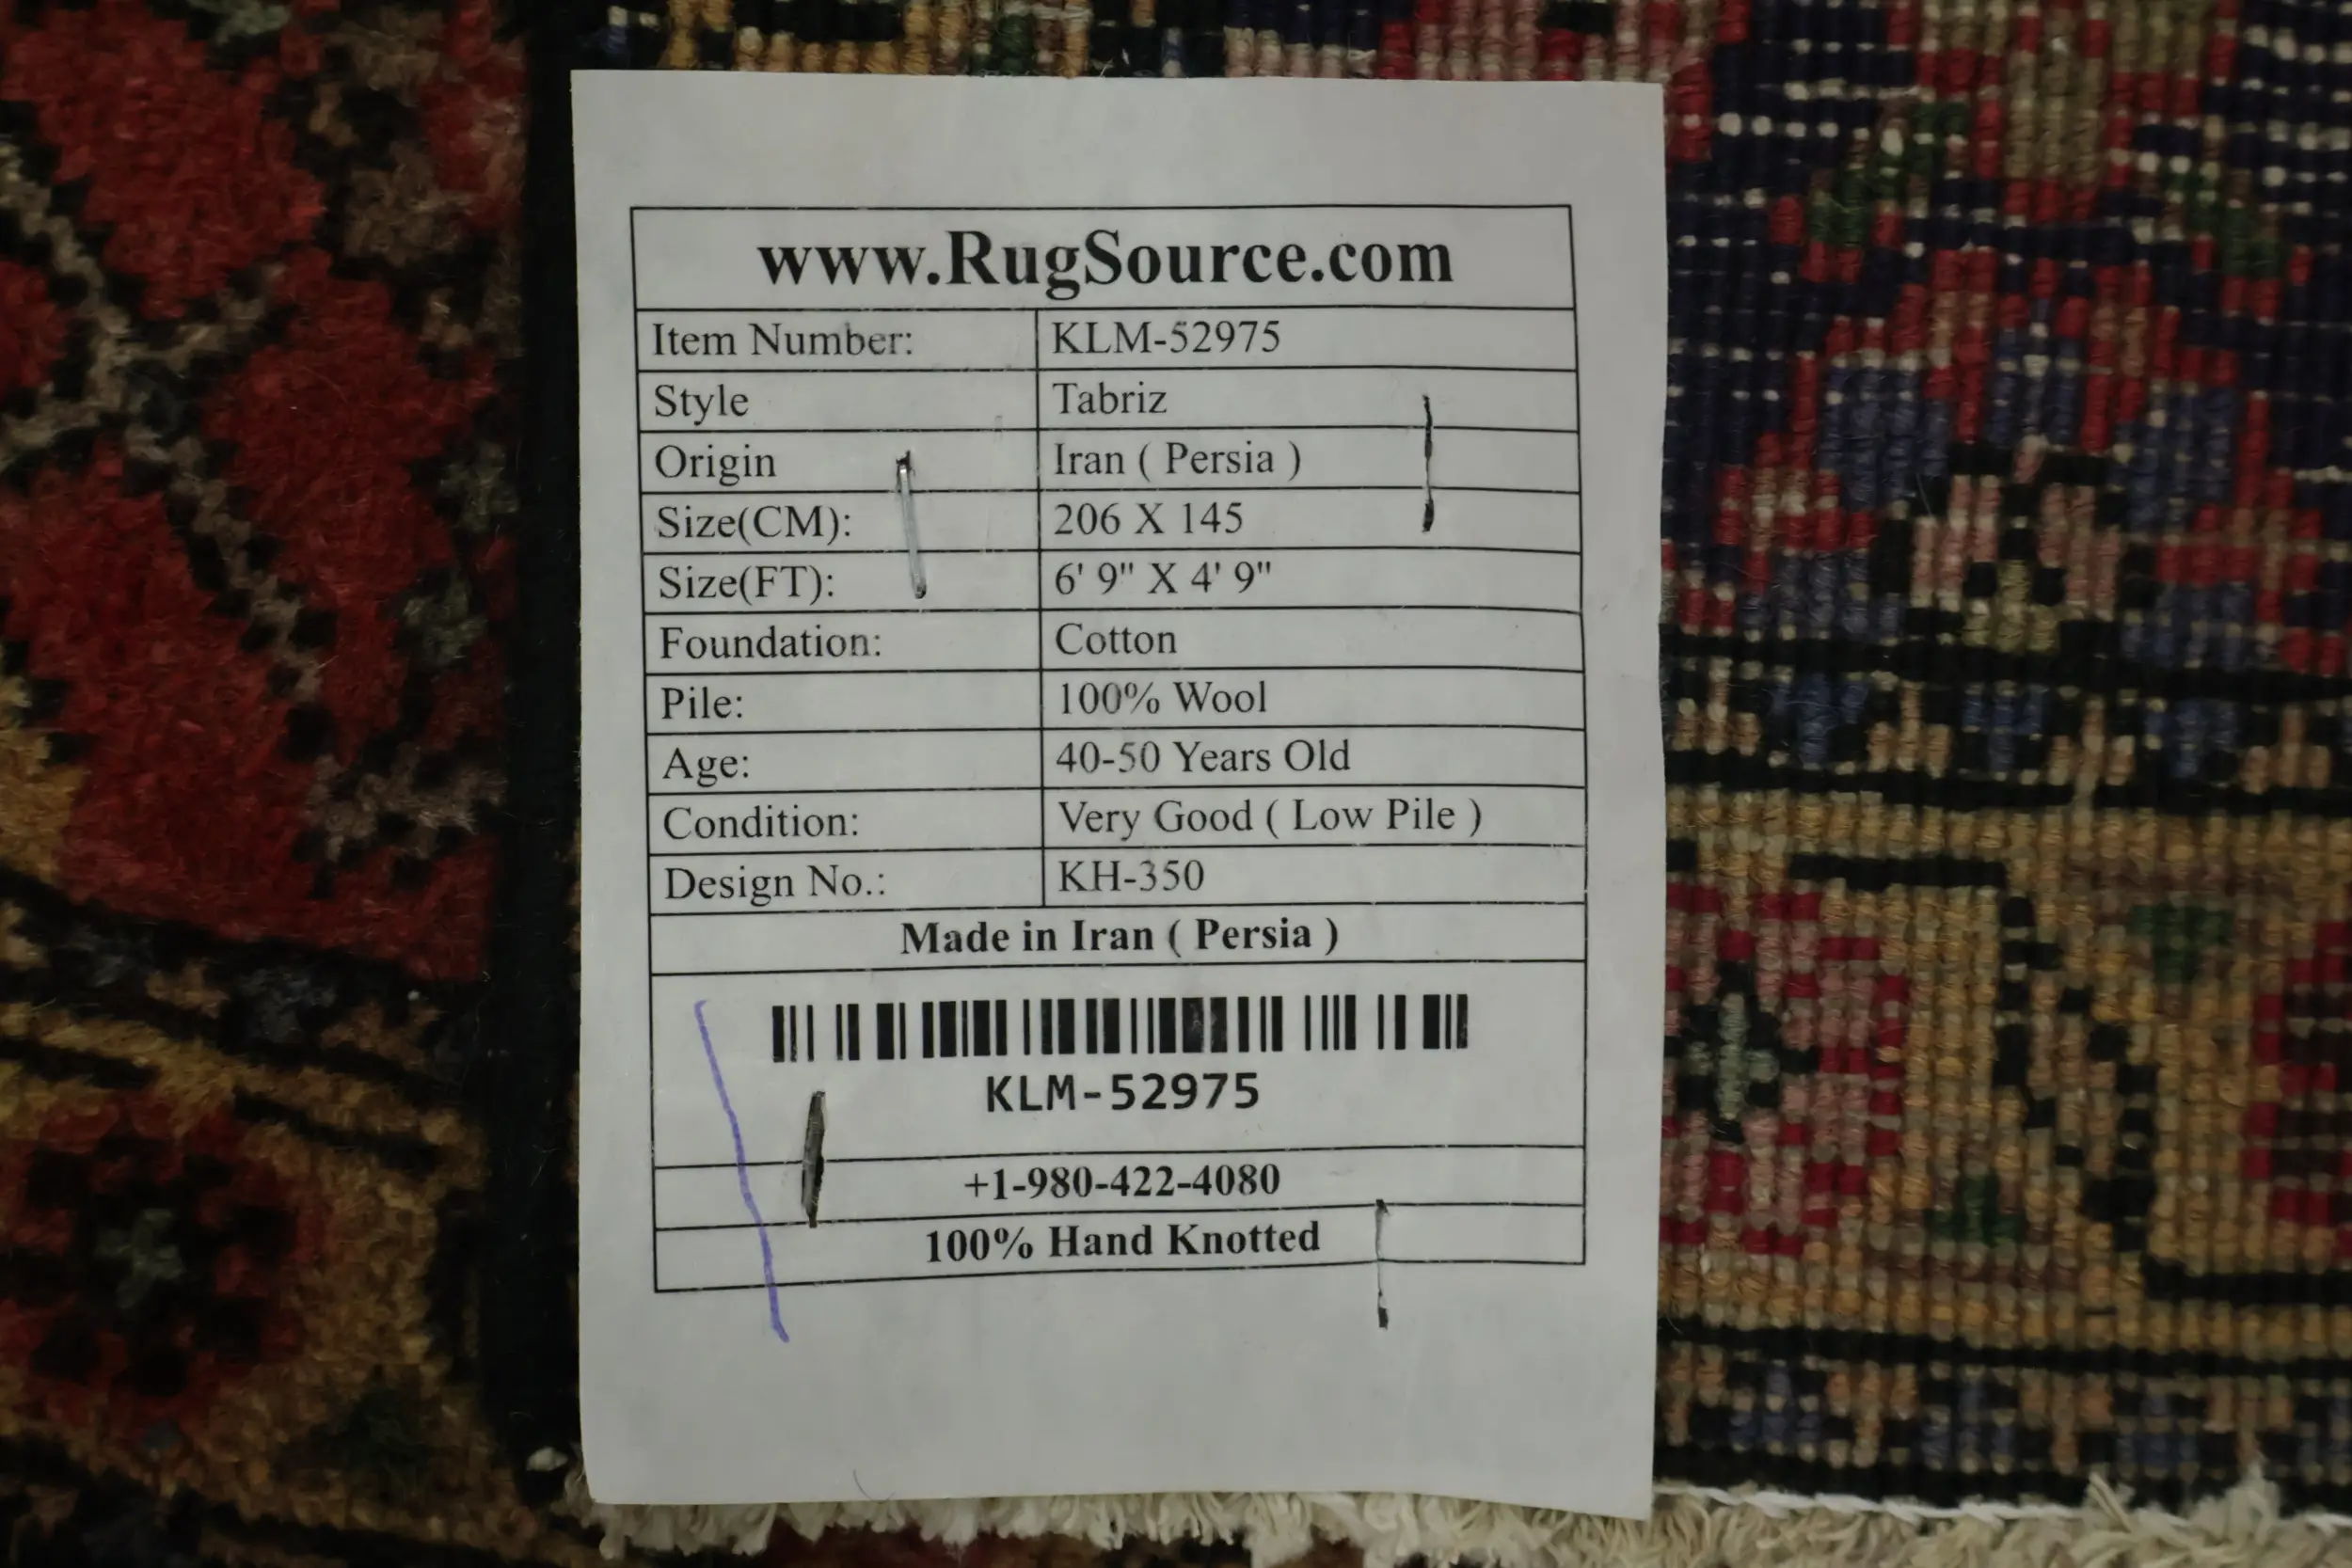 www.RugSource.com
Item Number: KLM-52975
Style Tabriz
Origin Iran ( Persia )
Size(CM): 206 X 145
Size(FT): 6' 9" X 4' 9"
Foundation: Cotton
Pile: 100% Wool
Age: 40-50 Years Old
Condition: Very Good ( Low Pile )
Design No.: KH-350
Made in Iran ( Persia )
KLM-52975
+1-980-422-4080
100% Hand Knotted